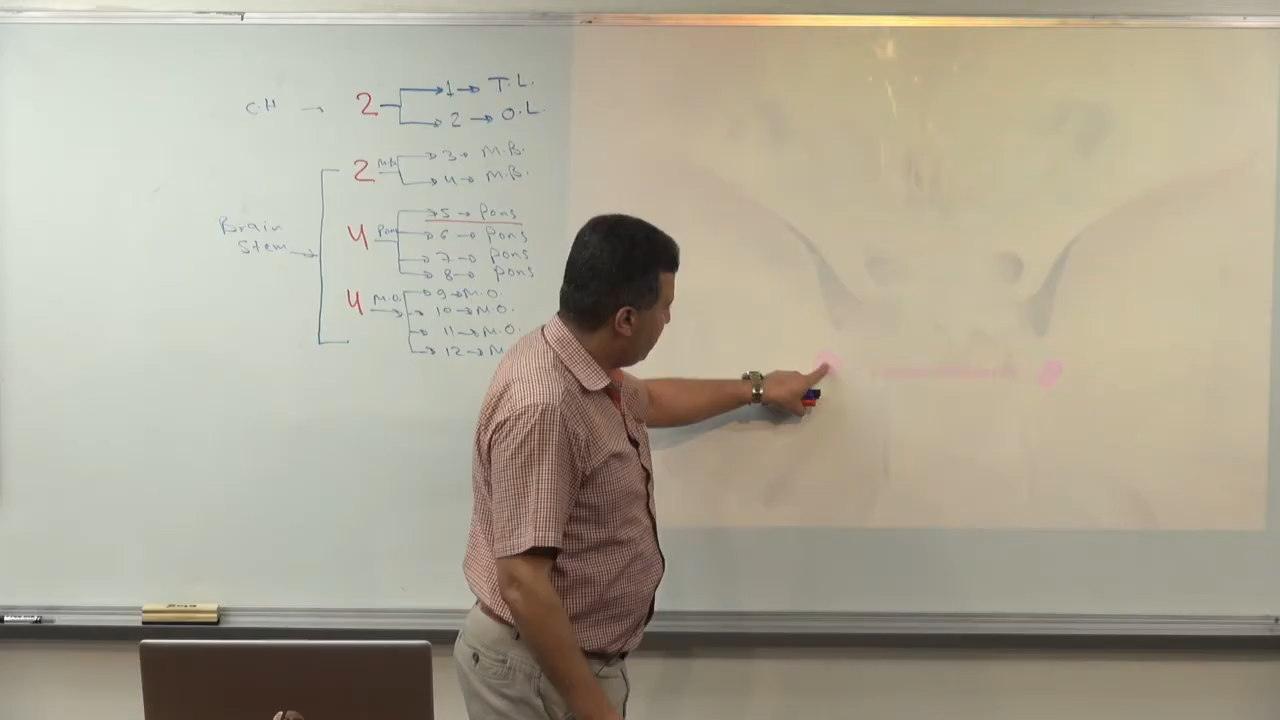 C.H → 2 1 → T.L.
2 → O.L.
2 M.B. 3 → M.B.
4 → M.B.
Brain Stem → 4 Pons 5 → Pons
6 → Pons
7 → Pons
8 → Pons
4 M.O. 9 → M.O.
10 → M.O.
11 → M.O.
12 → M